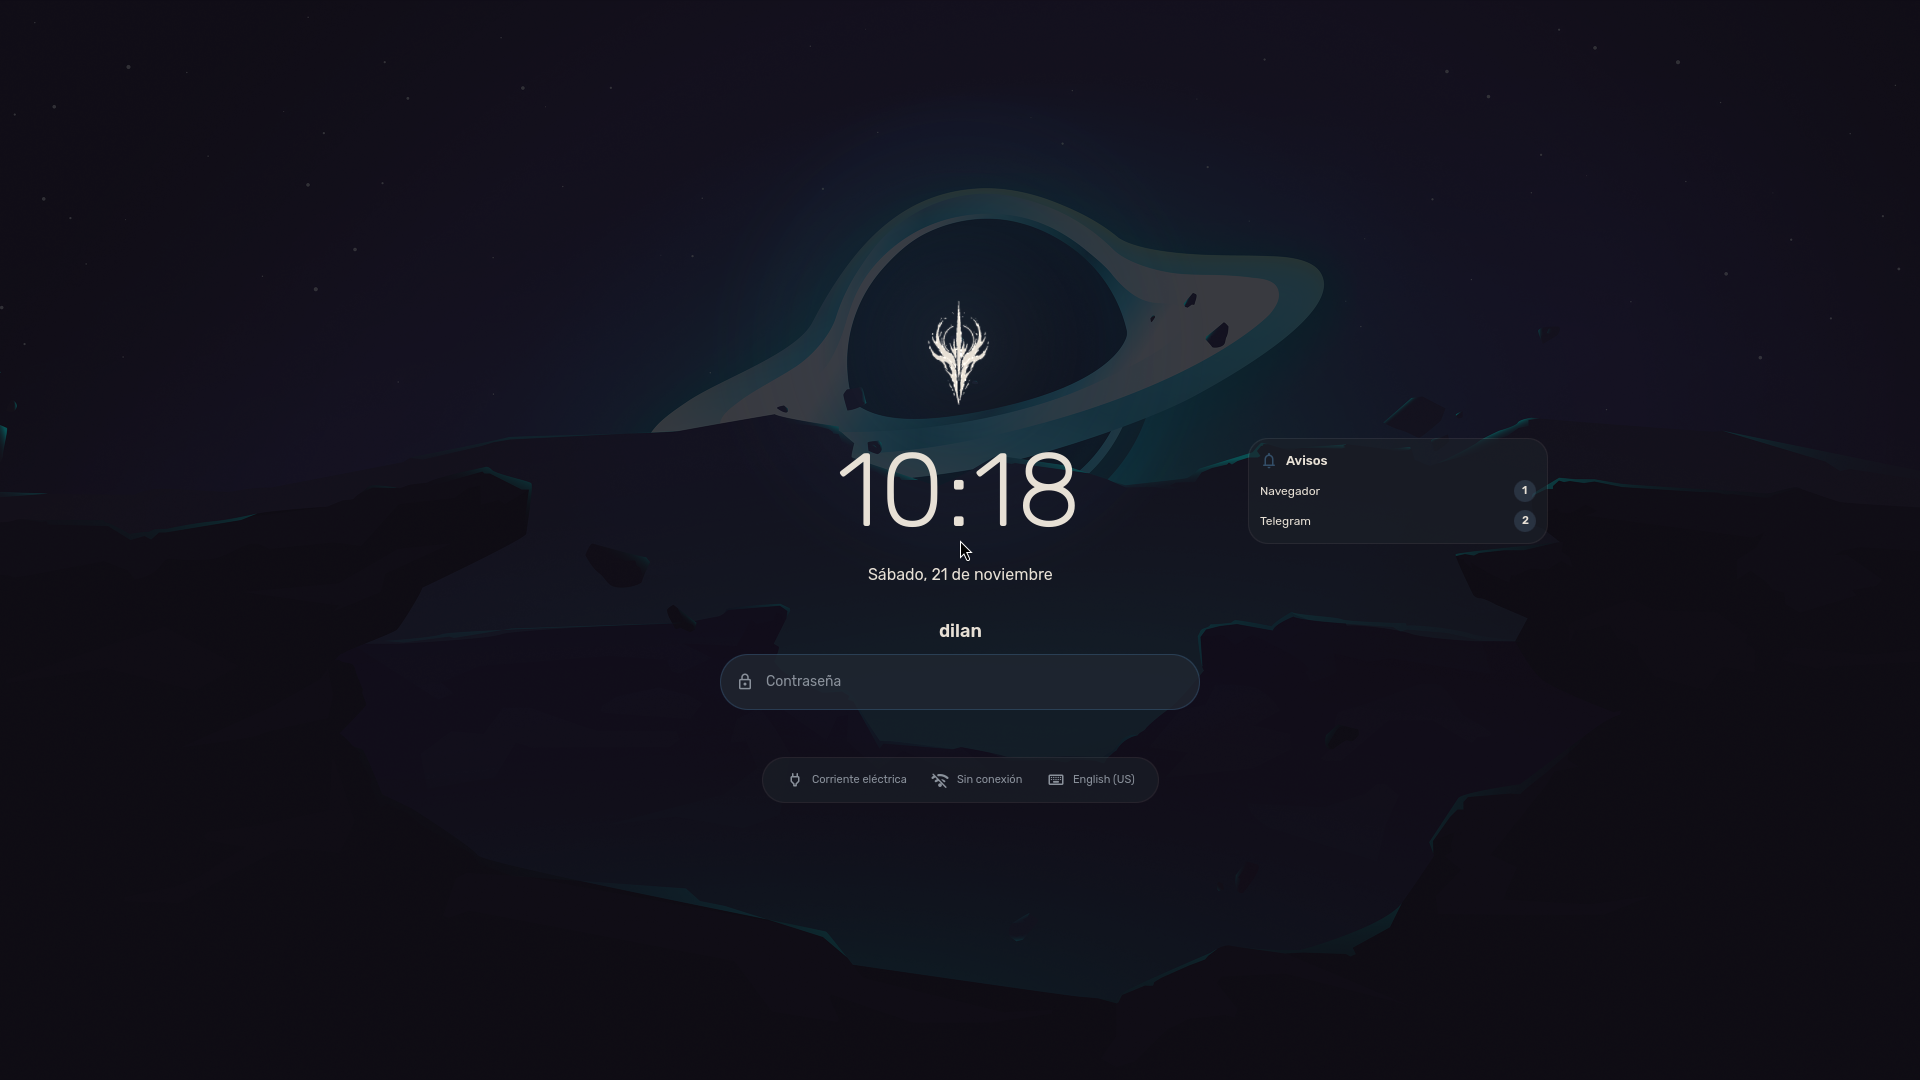 10:18
Sábado, 21 de noviembre
Avisos
Navegador 1
Telegram 2
dilan
Contraseña
Corriente eléctrica Sin conexión English (US)